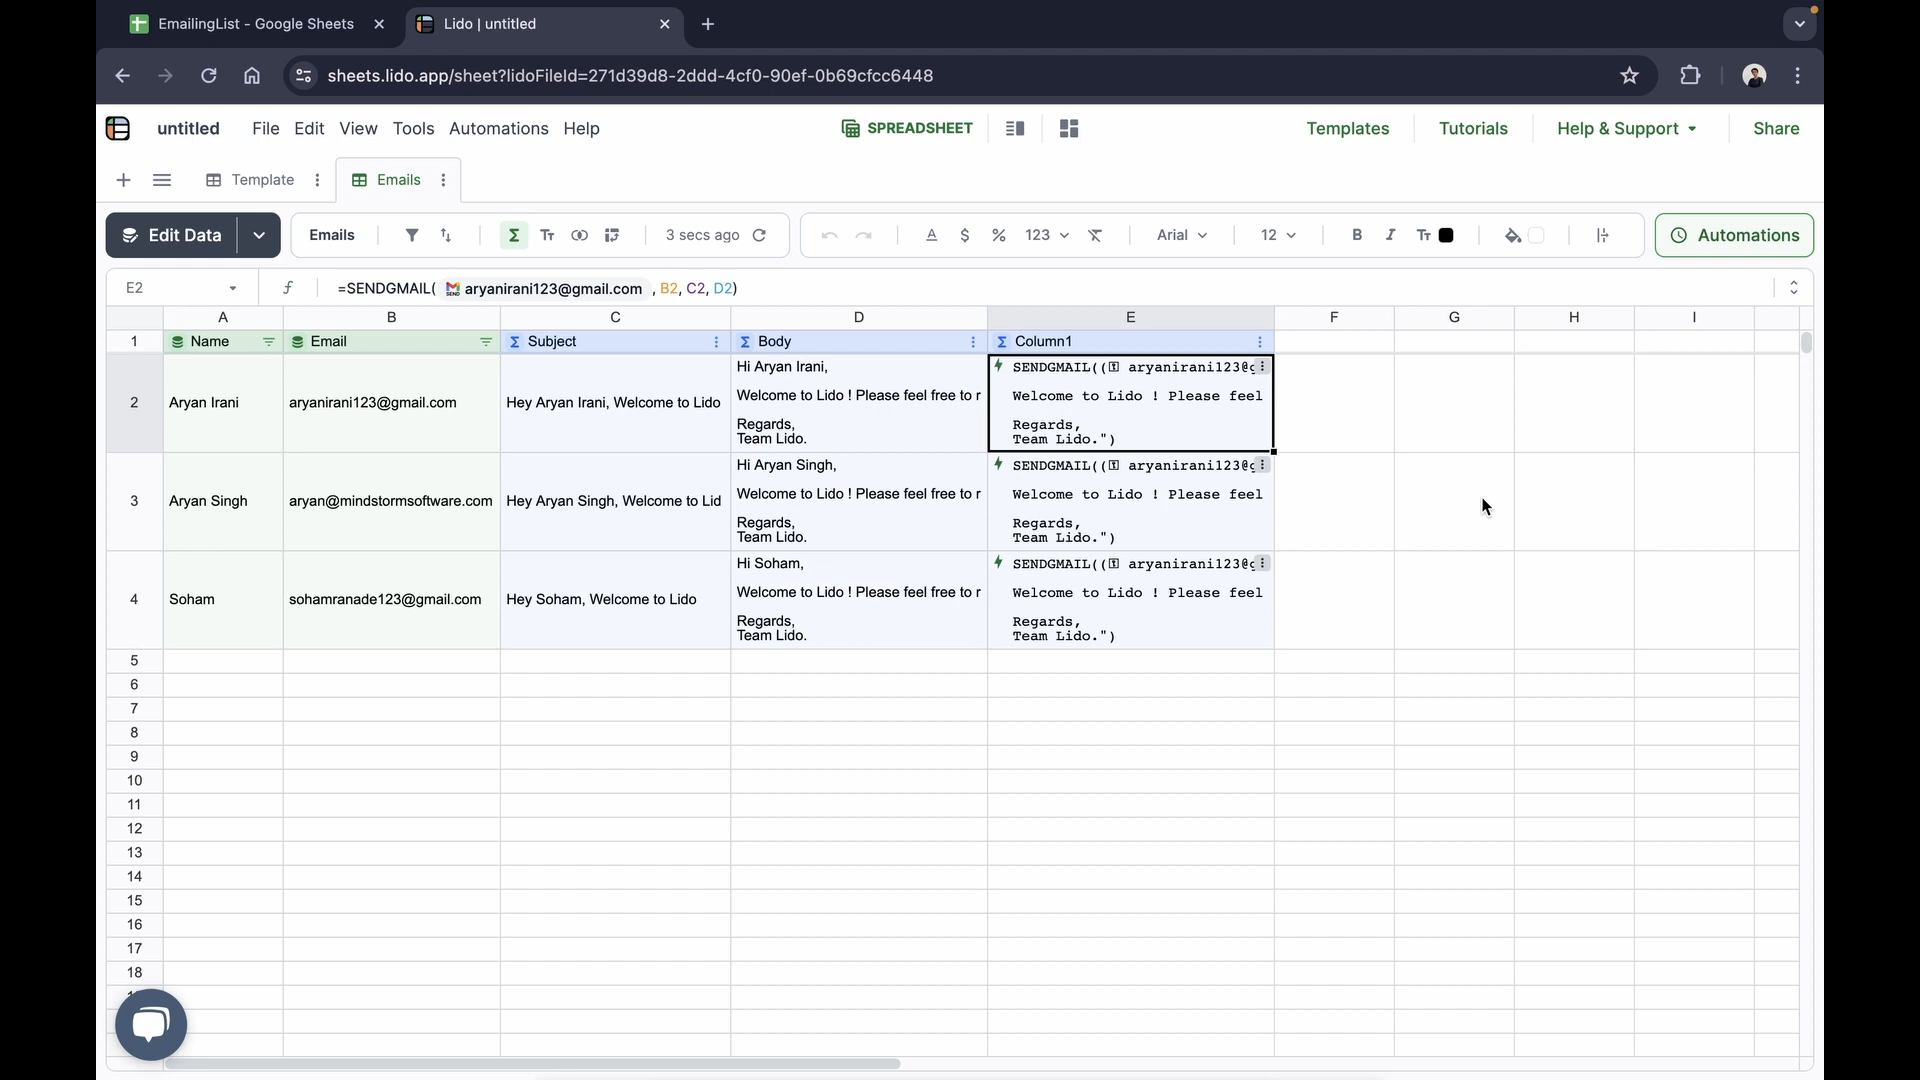 EmailingList - Google Sheets
Lido | untitled
sheets.lido.app/sheet?lidoFileId=271d39d8-2ddd-4cf0-90ef-0b69cfcc6448
untitled File Edit View Tools Automations Help SPREADSHEET Templates Tutorials Help & Support Share
Template Emails
Edit Data Emails 3 secs ago $ % 123 Arial 12 B I Tr Automations
E2 f =SENDGMAIL( aryanirani123@gmail.com , B2, C2, D2)
A B C D E F G H I
1 Name Email Subject Body Column1
2 Aryan Irani aryanirani123@gmail.com Hey Aryan Irani, Welcome to Lido
Hi Aryan Irani,
Welcome to Lido ! Please feel free to r
Regards,
Team Lido.
SENDGMAIL(( aryanirani123@g
Welcome to Lido ! Please feel
Regards,
Team Lido.")
3 Aryan Singh aryan@mindstormsoftware.com Hey Aryan Singh, Welcome to Lid
Hi Aryan Singh,
Welcome to Lido ! Please feel free to r
Regards,
Team Lido.
SENDGMAIL(( aryanirani123@g
Welcome to Lido ! Please feel
Regards,
Team Lido.")
4 Soham sohamranade123@gmail.com Hey Soham, Welcome to Lido
Hi Soham,
Welcome to Lido ! Please feel free to r
Regards,
Team Lido.
SENDGMAIL(( aryanirani123@g
Welcome to Lido ! Please feel
Regards,
Team Lido.")
5
6
7
8
9
10
11
12
13
14
15
16
17
18